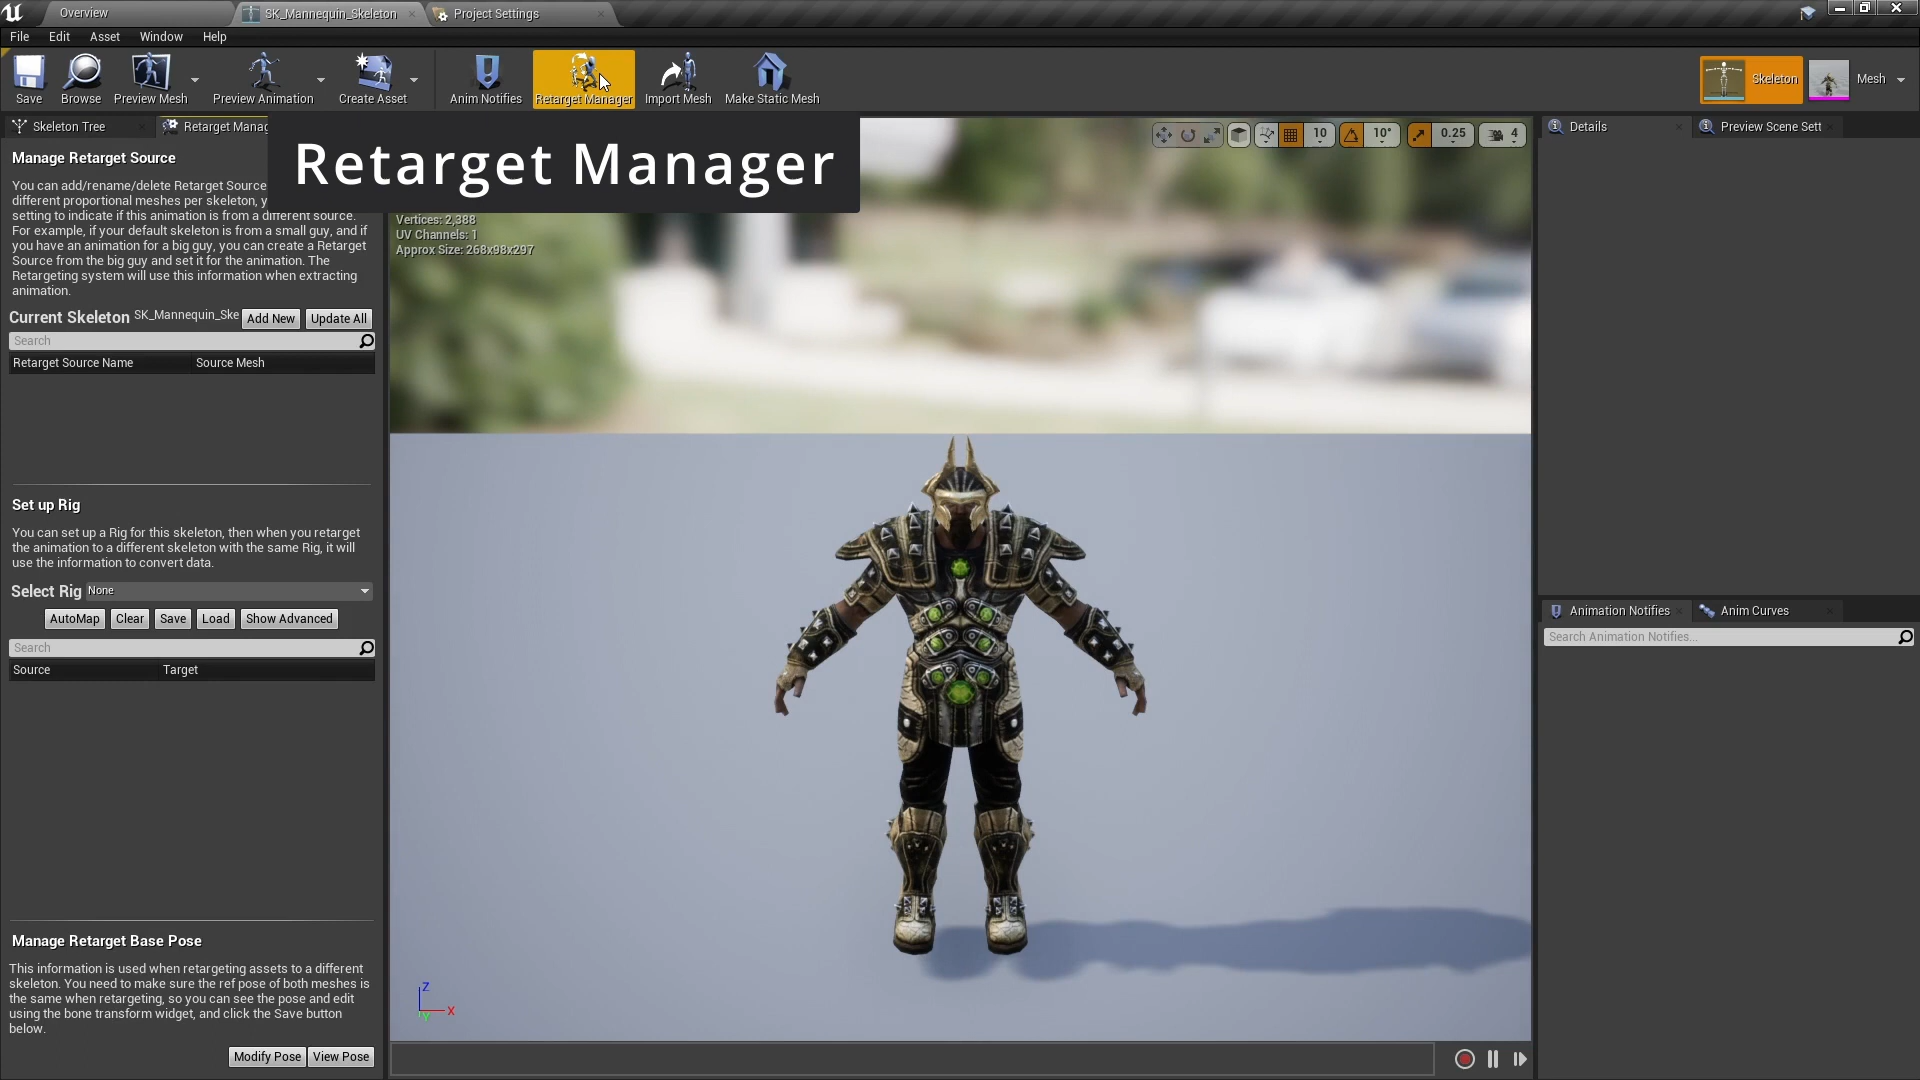 Overview
SK_Mannequin_Skeleton
Project Settings
File
Edit
Asset
Window
Help
Save
Browse
Preview Mesh
Preview Animation
Create Asset
Anim Notifies
Retarget Manager
Import Mesh
Make Static Mesh
Skeleton
Mesh
Skeleton Tree
Retarget Manag
Retarget Manager
10
10°
0.25
4
Details
Preview Scene Sett
Manage Retarget Source
You can add/rename/delete Retarget Source
different proportional meshes per skeleton, y
setting to indicate if this animation is from a different source.
For example, if your default skeleton is from a small guy, and if
you have an animation for a big guy, you can create a Retarget
Source from the big guy and set it for the animation. The
Retargeting system will use this information when extracting
animation.
Vertices: 2,388
UV Channels: 1
Approx Size: 268x98x297
Current Skeleton SK_Mannequin_Ske
Add New
Update All
Search
Retarget Source Name
Source Mesh
Set up Rig
You can set up a Rig for this skeleton, then when you retarget
the animation to a different skeleton with the same Rig, it will
use the information to convert data.
Select Rig None
AutoMap
Clear
Save
Load
Show Advanced
Search
Source
Target
Animation Notifies
Anim Curves
Search Animation Notifies...
Manage Retarget Base Pose
This information is used when retargeting assets to a different
skeleton. You need to make sure the ref pose of both meshes is
the same when retargeting, so you can see the pose and edit
using the bone transform widget, and click the Save button
below.
Modify Pose
View Pose
Z
X
Y